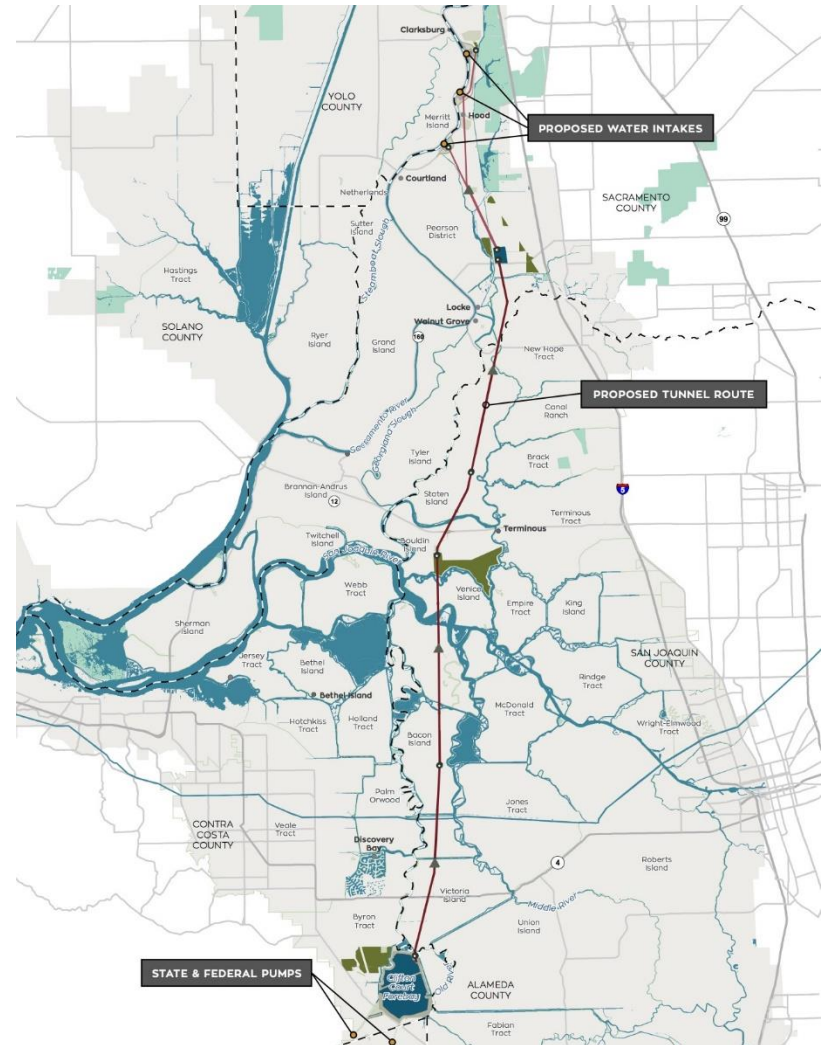 Clarksburg
YOLO
COUNTY
Merritt
Island
Hood
PROPOSED WATER INTAKES
Courtland
Netherlands
SACRAMENTO
COUNTY
99
Sutter
Island
Pearson
District
Steamboat Slough
Hastings
Tract
SOLANO
COUNTY
Locke
Walnut Grove
Ryer
Island
Grand
Island
160
New Hope
Tract
PROPOSED TUNNEL ROUTE
Canal
Ranch
Sacramento River
Georgiana Slough
Tyler
Island
Brack
Tract
Brannan-Andrus
Island
12
Staten
Island
5
Terminous
Tract
Terminous
Twitchell
Island
Bouldin
Island
San Joaquin River
Webb
Tract
Venice
Island
Empire
Tract
King
Island
Sherman
Island
Jersey
Tract
Bethel
Island
SAN JOAQUIN
COUNTY
Rindge
Tract
Bethel Island
McDonald
Tract
Hotchkiss
Tract
Holland
Tract
Bacon
Island
Wright-Elmwood
Tract
Palm
Orwood
Jones
Tract
CONTRA
COSTA
COUNTY
Veale
Tract
Discovery
Bay
4
Roberts
Island
Victoria
Island
Middle River
Byron
Tract
Union
Island
STATE & FEDERAL PUMPS
Clifton
Court
Forebay
Old River
ALAMEDA
COUNTY
Fabian
Tract